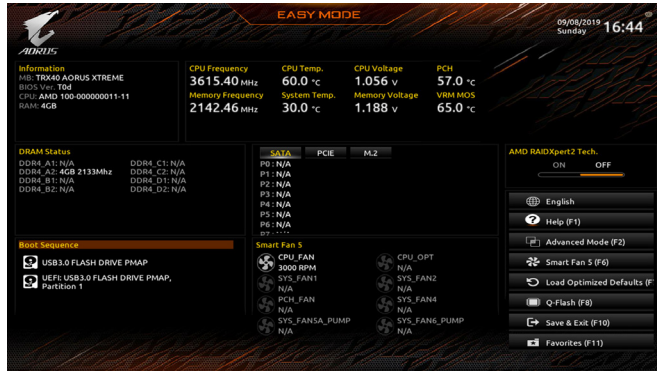 EASY MODE
09/08/2019
Sunday
16:44
AORUS
Information
MB: TRX40 AORUS XTREME
BIOS Ver. T0d
CPU: AMD 100-000000011-11
RAM: 4GB
CPU Frequency
3615.40 MHz
CPU Temp.
60.0 °C
CPU Voltage
1.056 V
PCH
57.0 °C
Memory Frequency
2142.46 MHz
System Temp.
30.0 °C
Memory Voltage
1.188 V
VRM MOS
65.0 °C
DRAM Status
DDR4_A1: N/A
DDR4_A2: 4GB 2133Mhz
DDR4_B1: N/A
DDR4_B2: N/A
DDR4_C1: N/A
DDR4_C2: N/A
DDR4_D1: N/A
DDR4_D2: N/A
SATA PCIE M.2
P0 : N/A
P1 : N/A
P2 : N/A
P3 : N/A
P4 : N/A
P5 : N/A
P6 : N/A
AMD RAIDXpert2 Tech.
ON OFF
Boot Sequence
USB3.0 FLASH DRIVE PMAP
UEFI: USB3.0 FLASH DRIVE PMAP,
Partition 1
Smart Fan 5
CPU_FAN
3000 RPM
CPU_OPT
N/A
SYS_FAN1
N/A
SYS_FAN2
N/A
PCH_FAN
N/A
SYS_FAN4
N/A
SYS_FAN5A_PUMP
N/A
SYS_FAN6_PUMP
N/A
English
Help (F1)
Advanced Mode (F2)
Smart Fan 5 (F6)
Load Optimized Defaults (F
Q-Flash (F8)
Save & Exit (F10)
Favorites (F11)